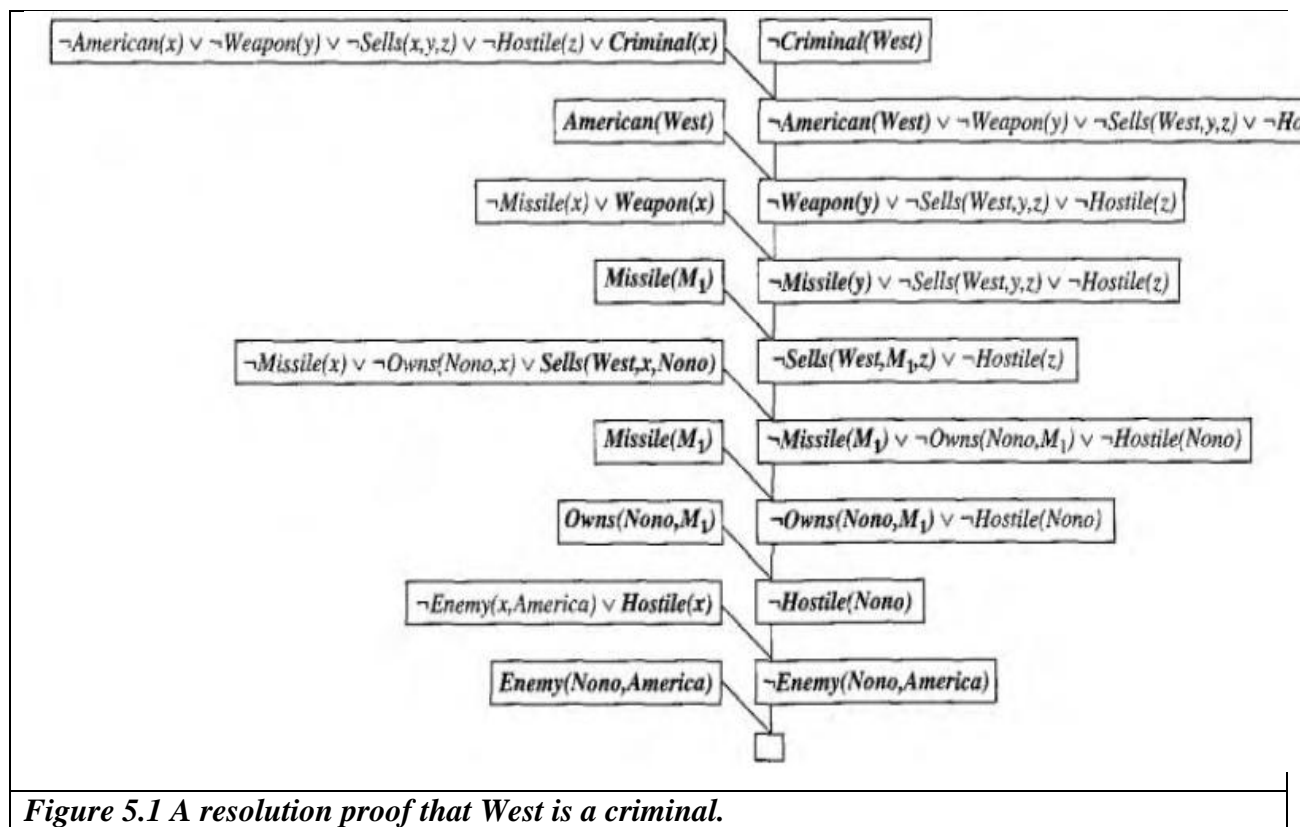 ¬American(x) ∨ ¬Weapon(y) ∨ ¬Sells(x,y,z) ∨ ¬Hostile(z) ∨ Criminal(x) ¬Criminal(West)
American(West) ¬American(West) ∨ ¬Weapon(y) ∨ ¬Sells(West,y,z) ∨ ¬Ho
¬Missile(x) ∨ Weapon(x) ¬Weapon(y) ∨ ¬Sells(West,y,z) ∨ ¬Hostile(z)
Missile(M₁) ¬Missile(y) ∨ ¬Sells(West,y,z) ∨ ¬Hostile(z)
¬Missile(x) ∨ ¬Owns(Nono,x) ∨ Sells(West,x,Nono) ¬Sells(West,M₁,z) ∨ ¬Hostile(z)
Missile(M₁) ¬Missile(M₁) ∨ ¬Owns(Nono,M₁) ∨ ¬Hostile(Nono)
Owns(Nono,M₁) ¬Owns(Nono,M₁) ∨ ¬Hostile(Nono)
¬Enemy(x,America) ∨ Hostile(x) ¬Hostile(Nono)
Enemy(Nono,America) ¬Enemy(Nono,America)
Figure 5.1 A resolution proof that West is a criminal.